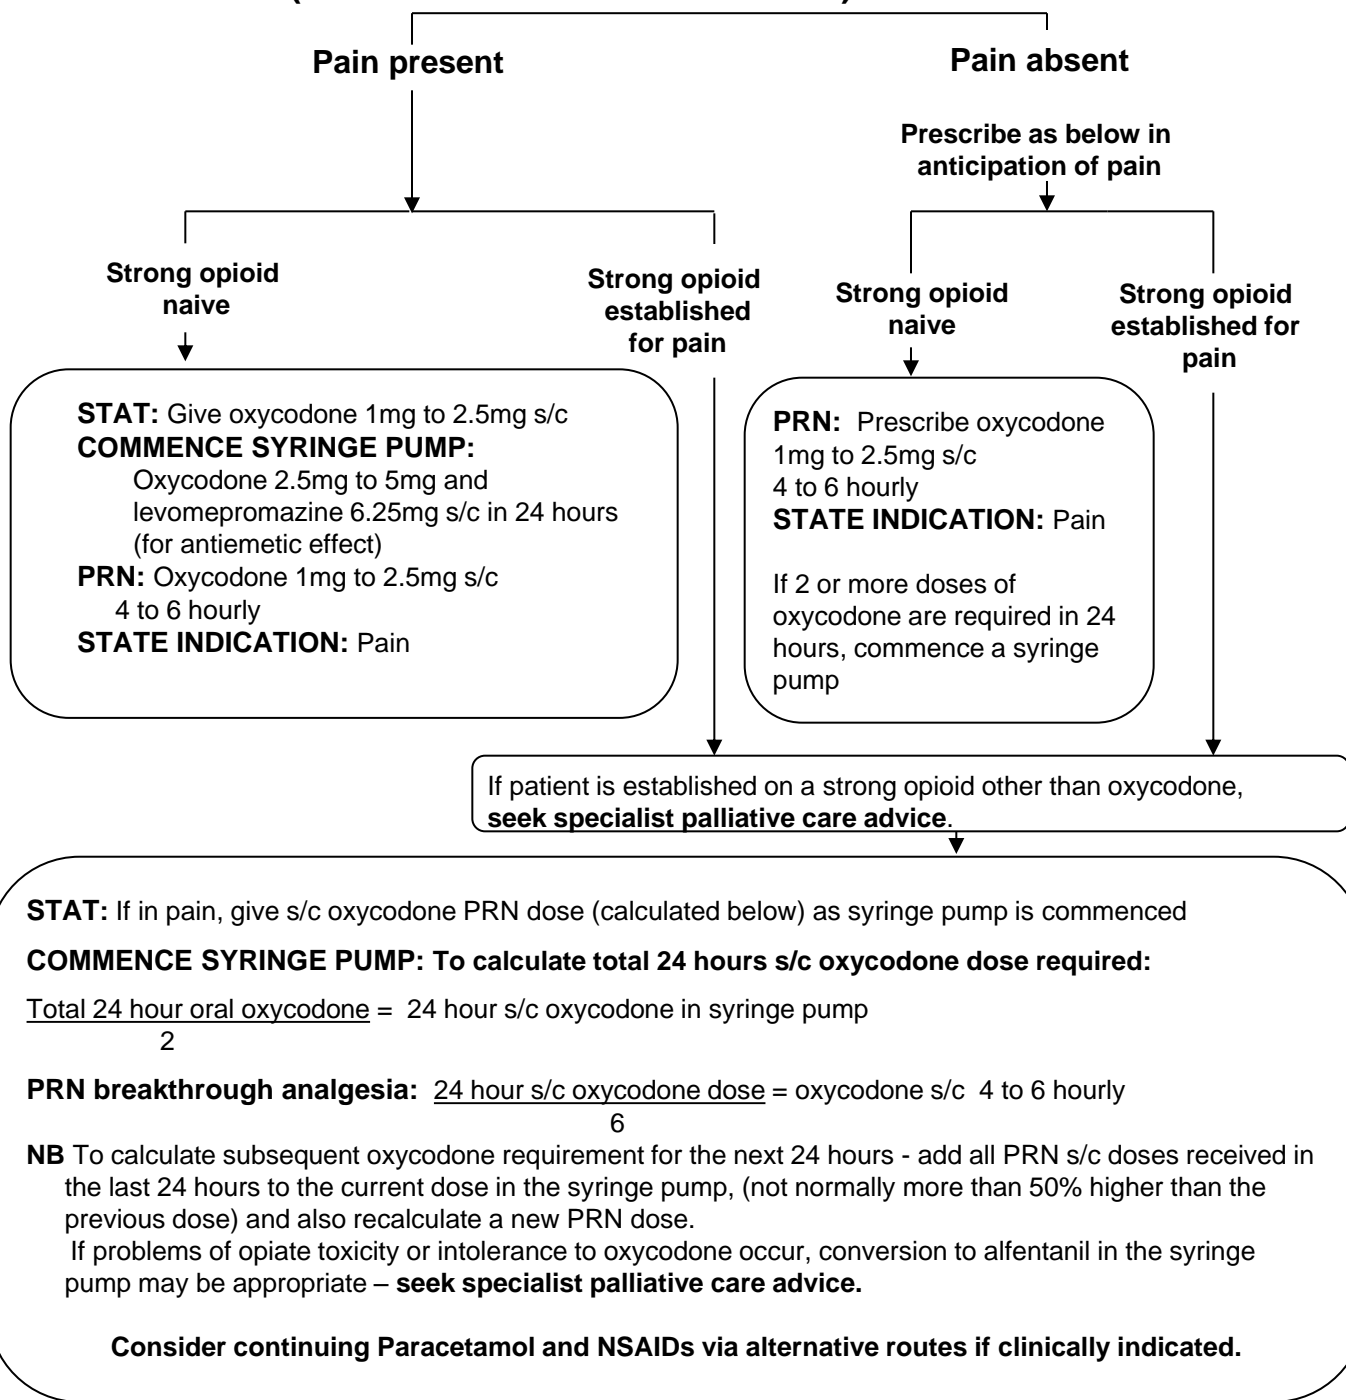 Pain present
Pain absent
Prescribe as below in
anticipation of pain
Strong opioid
naive
Strong opioid
established
for pain
Strong opioid
naive
Strong opioid
established for
pain
STAT: Give oxycodone 1mg to 2.5mg s/c
COMMENCE SYRINGE PUMP:
Oxycodone 2.5mg to 5mg and
levomepromazine 6.25mg s/c in 24 hours
(for antiemetic effect)
PRN: Oxycodone 1mg to 2.5mg s/c
4 to 6 hourly
STATE INDICATION: Pain
PRN: Prescribe oxycodone
1mg to 2.5mg s/c
4 to 6 hourly
STATE INDICATION: Pain
If 2 or more doses of
oxycodone are required in 24
hours, commence a syringe
pump
If patient is established on a strong opioid other than oxycodone,
seek specialist palliative care advice.
STAT: If in pain, give s/c oxycodone PRN dose (calculated below) as syringe pump is commenced
COMMENCE SYRINGE PUMP: To calculate total 24 hours s/c oxycodone dose required:
Total 24 hour oral oxycodone = 24 hour s/c oxycodone in syringe pump
2
PRN breakthrough analgesia: 24 hour s/c oxycodone dose = oxycodone s/c 4 to 6 hourly
6
NB To calculate subsequent oxycodone requirement for the next 24 hours - add all PRN s/c doses received in
the last 24 hours to the current dose in the syringe pump, (not normally more than 50% higher than the
previous dose) and also recalculate a new PRN dose.
If problems of opiate toxicity or intolerance to oxycodone occur, conversion to alfentanil in the syringe
pump may be appropriate – seek specialist palliative care advice.
Consider continuing Paracetamol and NSAIDs via alternative routes if clinically indicated.